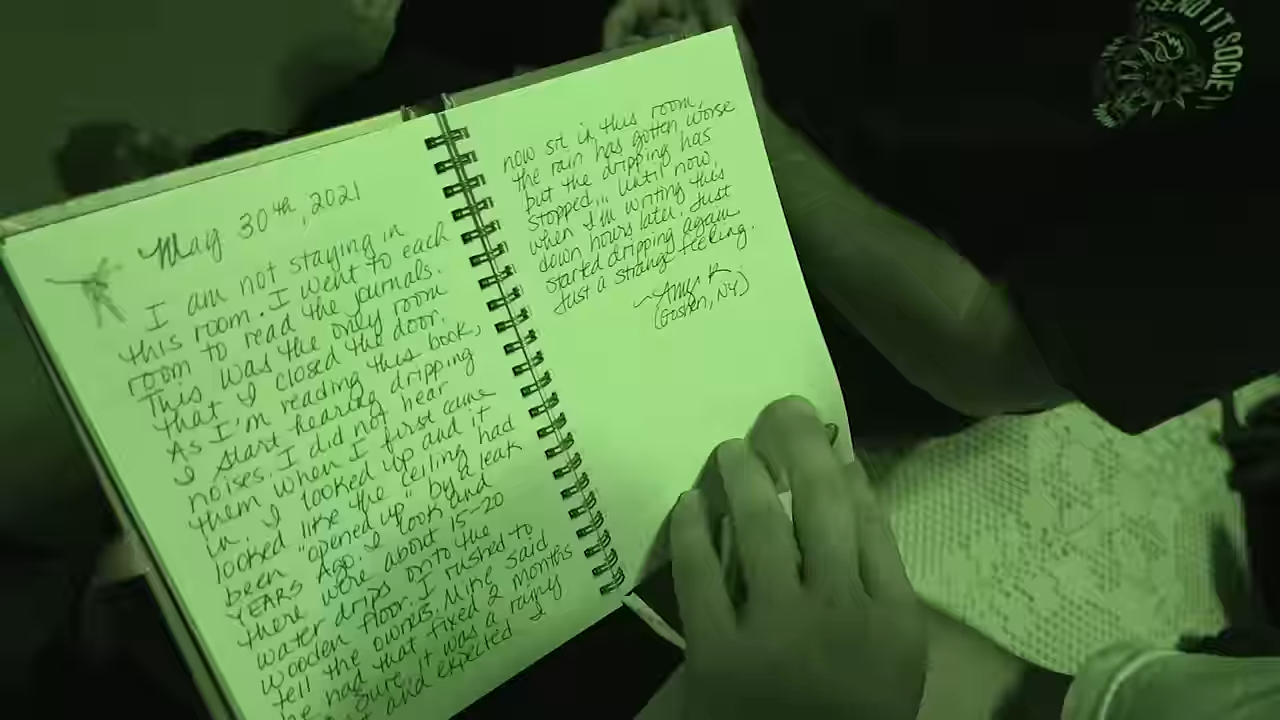 May 30th, 2021
I am not staying in
this room. I went to each
room to read the journals.
This was the only room
that I closed the door.
As I'm reading this book,
I start hearing dripping
noises. I did not hear
them when I first came
in. I looked up and it
looked like the ceiling had
been "opened up" by a leak
YEARS Ago. I look and
there were about 15-20
water drips onto the
wooden floor. I rushed to
tell the owners. Mine said
he had that fixed 2 months
sure it was a rainy
and expected I
now sit in this room,
the rain has gotten worse
but the dripping has
stopped... until now,
when I'm writing this
down hours later. Just
started dripping again
Just a strange feeling.
~Amy R
(Goshen, NY)
SEND IT SOCIETY